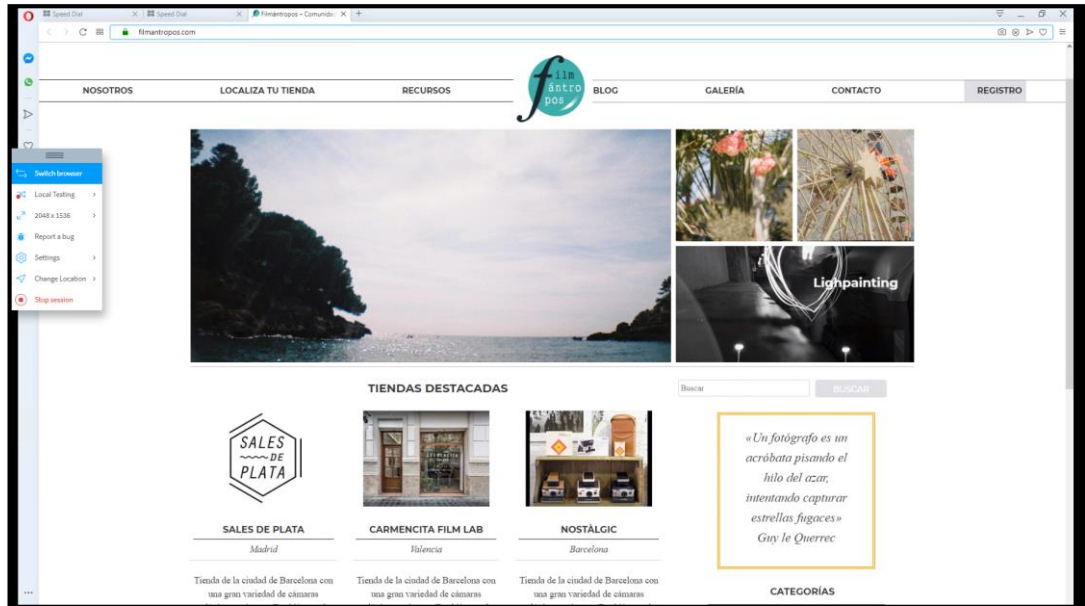 Speed Dial
Speed Dial
Filmántropos – Comunida
filmantropos.com
NOSOTROS
LOCALIZA TU TIENDA
RECURSOS
film
ántro
pos
BLOG
GALERÍA
CONTACTO
REGISTRO
Switch browser
Local Testing
2048 x 1536
Report a bug
Settings
Change Location
Stop session
Lighpainting
TIENDAS DESTACADAS
Buscar
BUSCAR
SALES
DE
PLATA
«Un fotógrafo es un
acróbata pisando el
hilo del azar,
intentando capturar
estrellas fugaces»
Guy le Querrec
SALES DE PLATA
Madrid
Tienda de la ciudad de Barcelona con
una gran variedad de cámaras
CARMENCITA FILM LAB
Valencia
Tienda de la ciudad de Barcelona con
una gran variedad de cámaras
NOSTÀLGIC
Barcelona
Tienda de la ciudad de Barcelona con
una gran variedad de cámaras
CATEGORÍAS